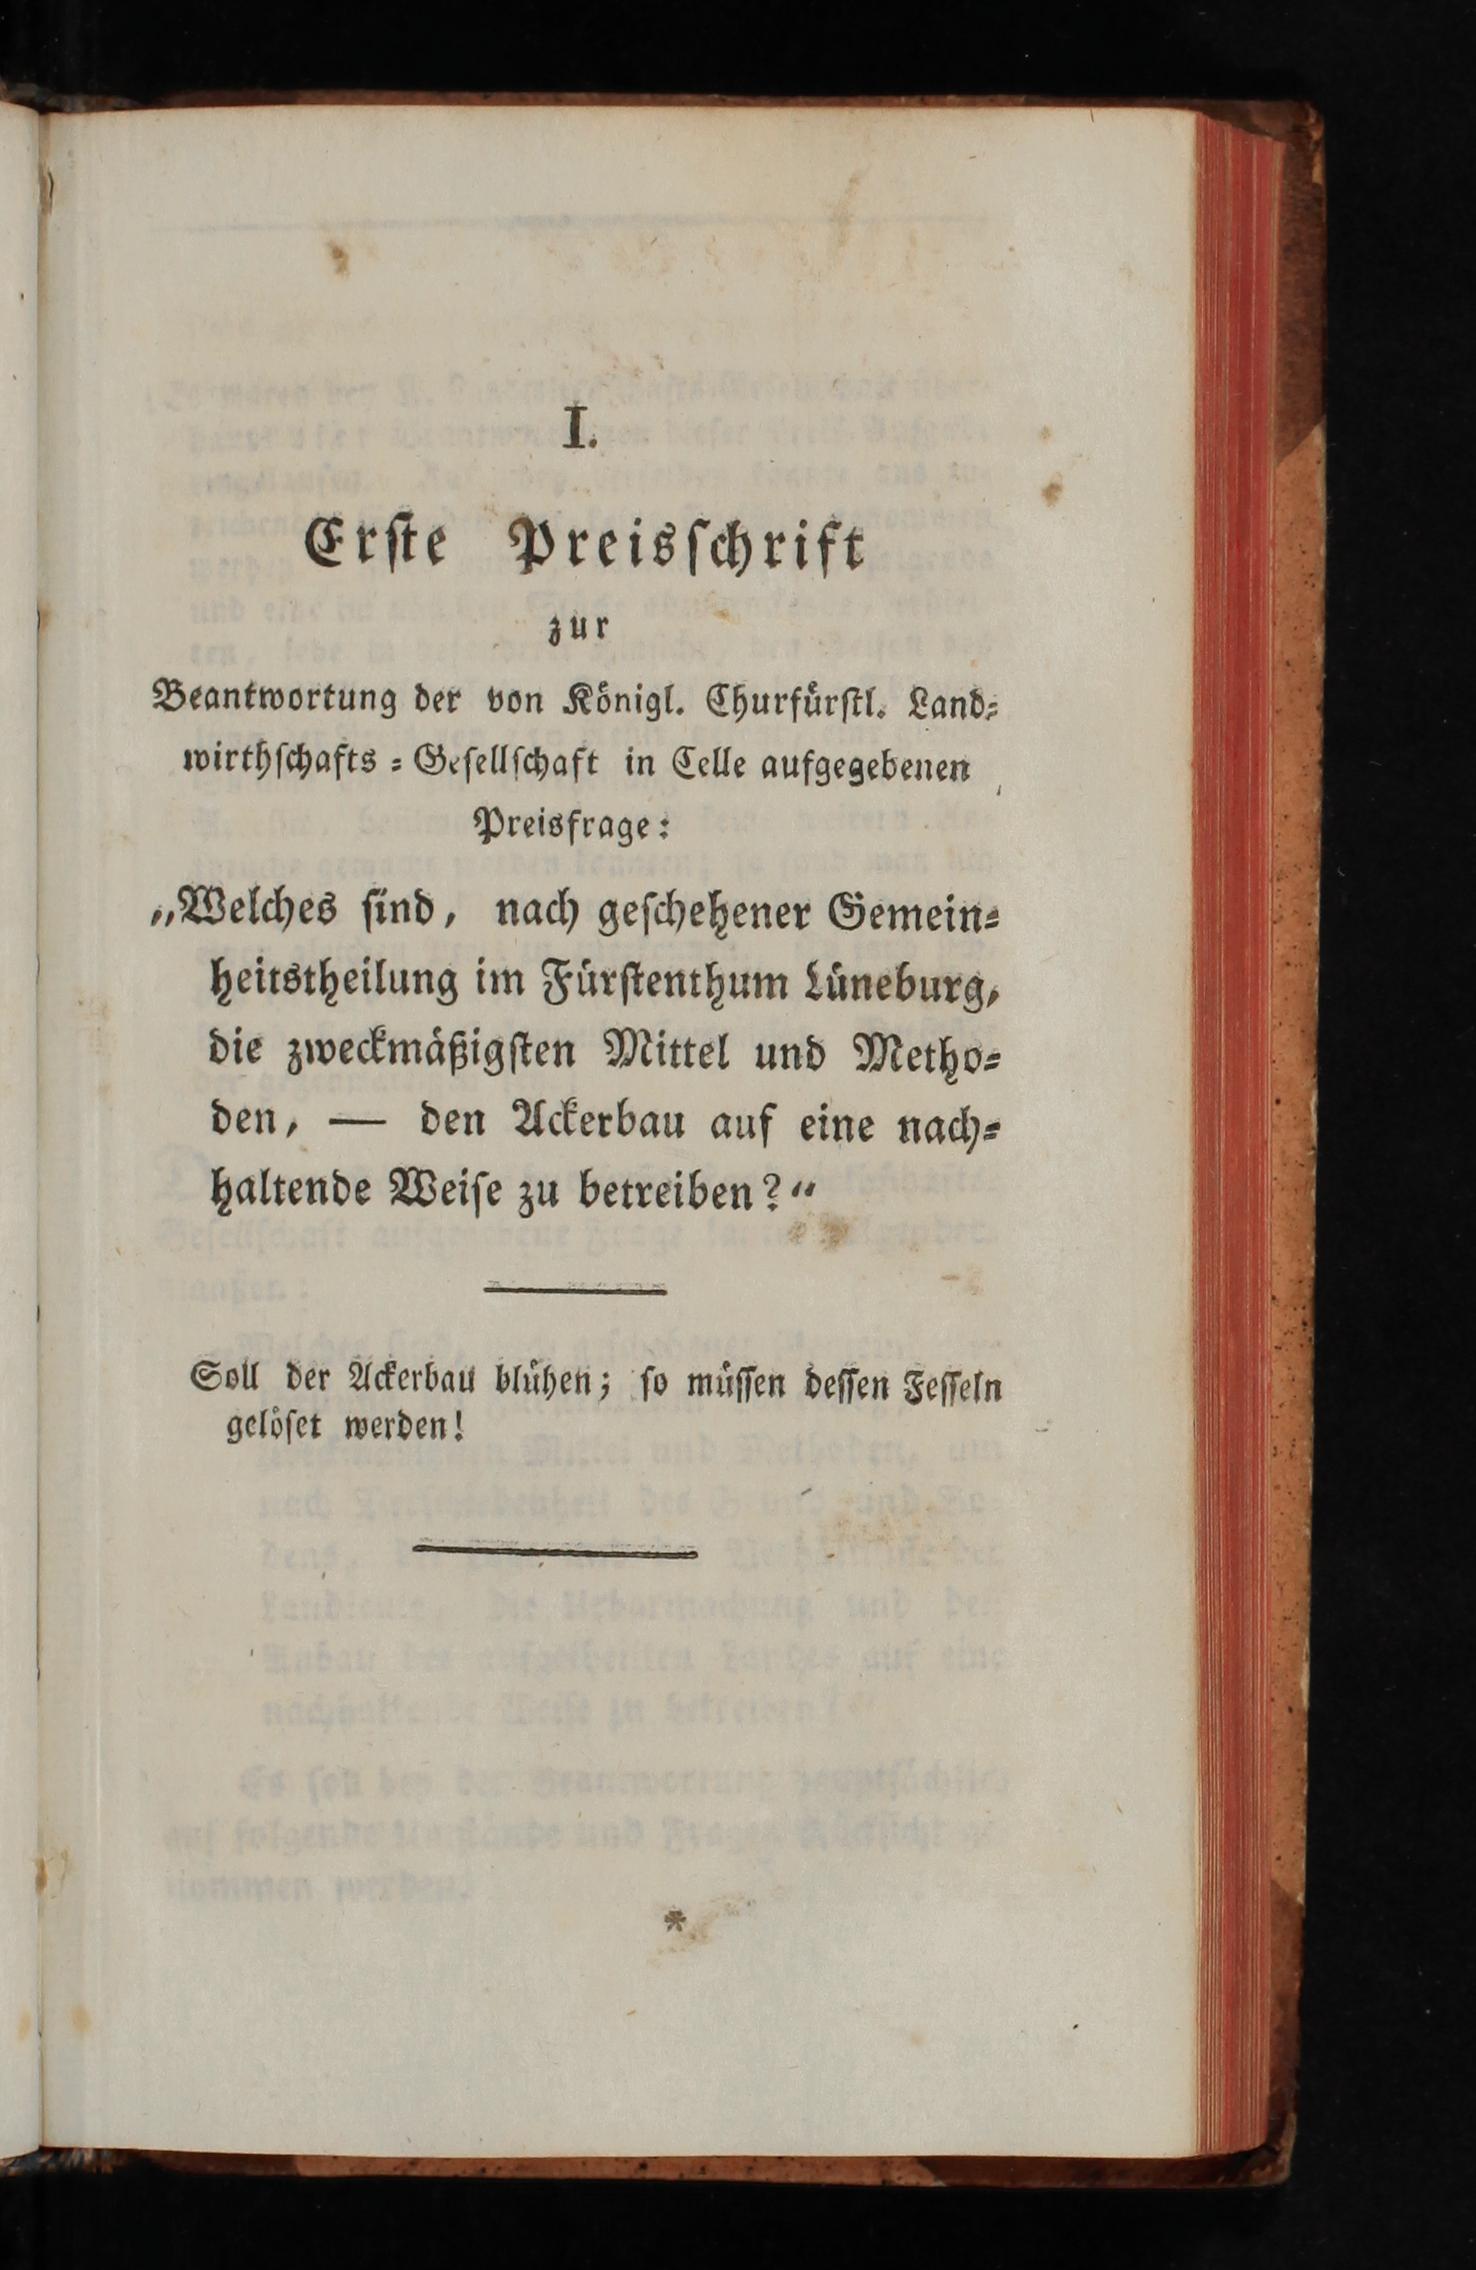 I.
Erſte Preisſchrift
zur
Beantwortung der von Königl. Churfürſtl. Land⸗
wirthſchafts⸗Geſellſchaft in Celle aufgegebenen
Preisfrage:
„Welches ſind, nach geſchehener Gemein⸗
heitstheilung im Fürſtenthum Lüneburg,
die zweckmäßigſten Mittel und Metho⸗
den, — den Ackerbau auf eine nach⸗
haltende Weiſe zu betreiben?“
Soll der Ackerbau blühen; ſo müſſen deſſen Feſſeln
gelöſet werden!
*